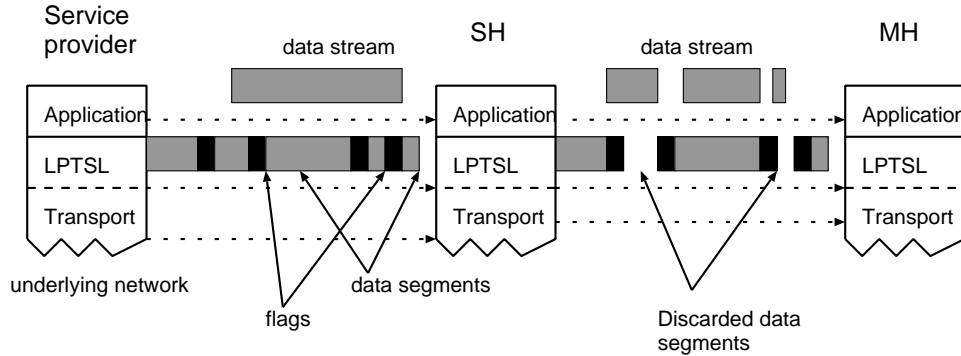 Service
provider
data stream
SH
data stream
MH
Application
Application
Application
LPTSL
LPTSL
LPTSL
Transport
Transport
Transport
underlying network
data segments
flags
Discarded data
segments